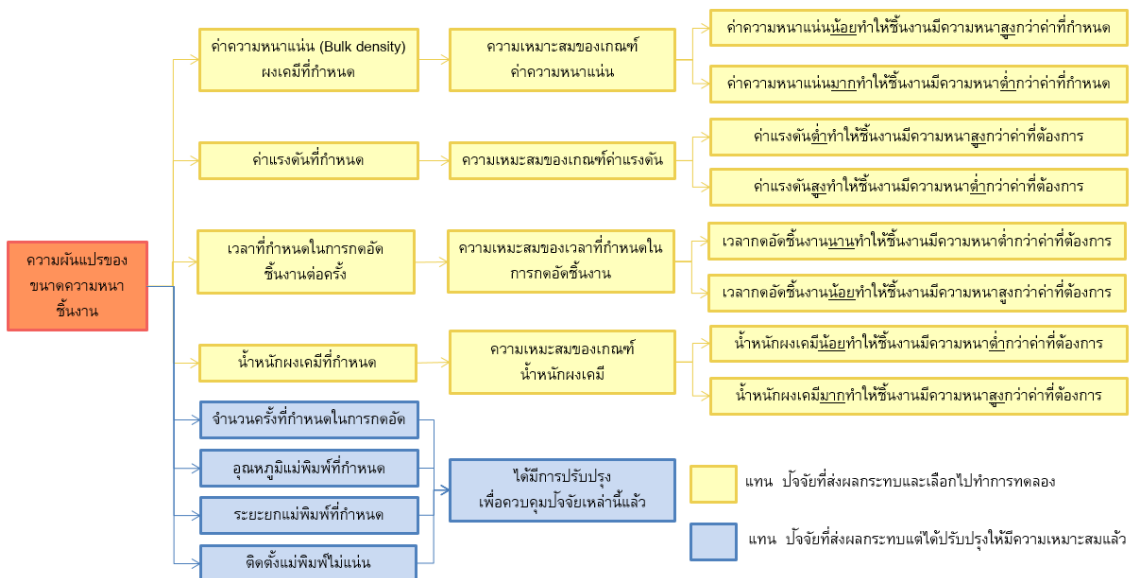 ความผันแปรของ
ขนาดความหนา
ชิ้นงาน
ค่าความหนาแน่น (Bulk density)
ผงเคมีที่กำหนด
ความเหมาะสมของเกณฑ์
ค่าความหนาแน่น
ค่าความหนาแน่นน้อยทำให้ชิ้นงานมีความหนาสูงกว่าค่าที่กำหนด
ค่าความหนาแน่นมากทำให้ชิ้นงานมีความหนาต่ำกว่าค่าที่กำหนด
ค่าแรงดันที่กำหนด
ความเหมะสมของเกณฑ์ค่าแรงดัน
ค่าแรงดันต่ำทำให้ชิ้นงานมีความหนาสูงกว่าค่าที่ต้องการ
ค่าแรงดันสูงทำให้ชิ้นงานมีความหนาต่ำกว่าค่าที่ต้องการ
เวลาที่กำหนดในการกดอัด
ชิ้นงานต่อครั้ง
ความเหมะสมของเวลาที่กำหนดใน
การกดอัดชิ้นงาน
เวลากดอัดชิ้นงานนานทำให้ชิ้นงานมีความหนาต่ำกว่าค่าที่ต้องการ
เวลากดอัดชิ้นงานน้อยทำให้ชิ้นงานมีความหนาสูงกว่าค่าที่ต้องการ
น้ำหนักผงเคมีที่กำหนด
ความเหมะสมของเกณฑ์
น้ำหนักผงเคมี
น้ำหนักผงเคมีน้อยทำให้ชิ้นงานมีความหนาต่ำกว่าค่าที่ต้องการ
น้ำหนักผงเคมีมากทำให้ชิ้นงานมีความหนาสูงกว่าค่าที่ต้องการ
จำนวนครั้งที่กำหนดในการกดอัด
อุณหภูมิแม่พิมพ์ที่กำหนด
ระยะยกแม่พิมพ์ที่กำหนด
ติดตั้งแม่พิมพ์ไม่แน่น
ได้มีการปรับปรุง
เพื่อควบคุมปัจจัยเหล่านี้แล้ว
แทน ปัจจัยที่ส่งผลกระทบและเลือกไปทำการทดลอง
แทน ปัจจัยที่ส่งผลกระทบแต่ได้ปรับปรุงให้มีความเหมาะสมแล้ว